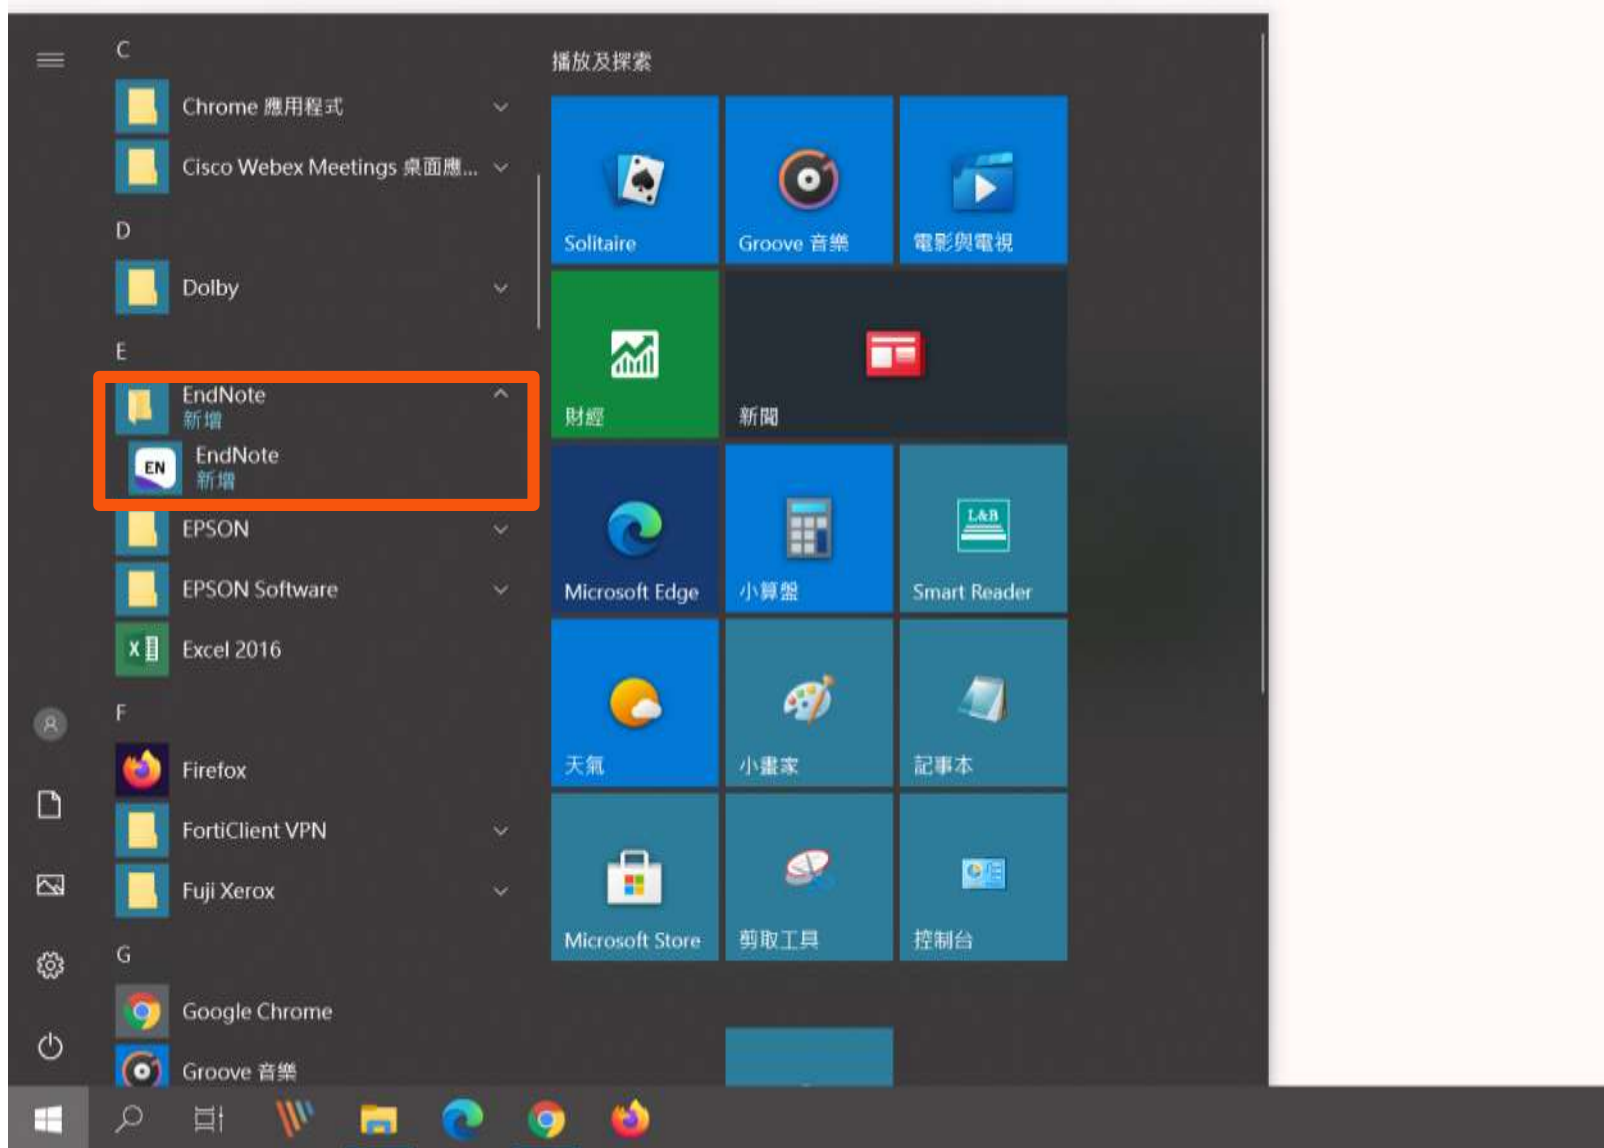 C
Chrome 應用程式
Cisco Webex Meetings 桌面應...
D
Dolby
E
EndNote
新增
EN
EndNote
新增
EPSON
EPSON Software
Excel 2016
F
Firefox
FortiClient VPN
Fuji Xerox
G
Google Chrome
Groove 音樂
播放及探索
Solitaire
Groove 音樂
電影與電視
財經
新聞
Microsoft Edge
小算盤
L&B
Smart Reader
天氣
小畫家
記事本
Microsoft Store
剪取工具
控制台